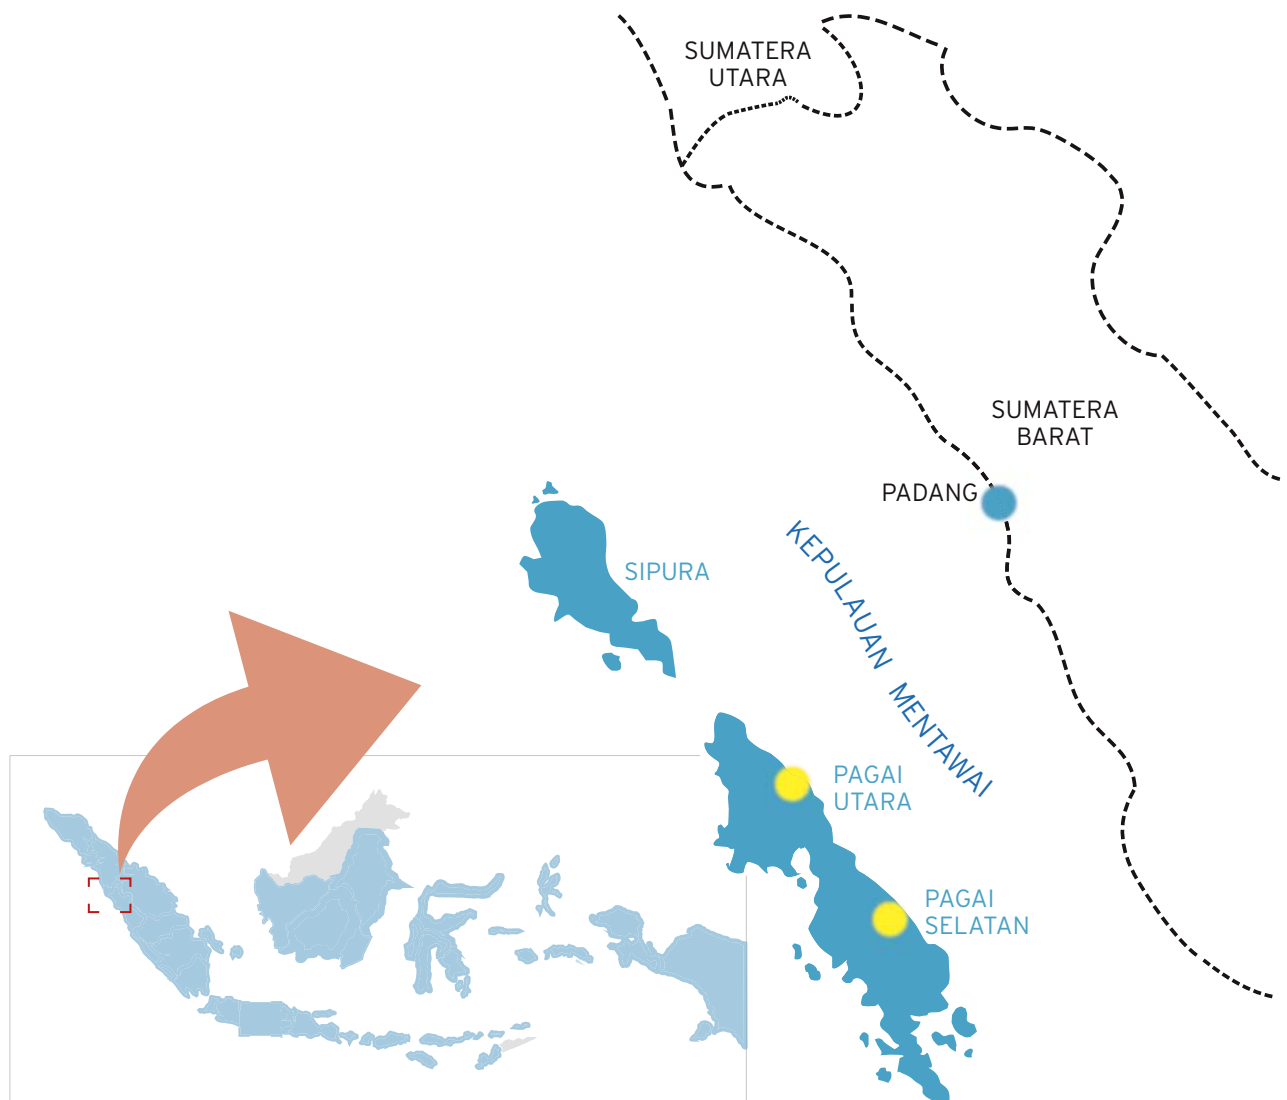 SUMATERA
UTARA
SUMATERA
BARAT
PADANG
KEPULAUAN MENTAWAI
SIPURA
PAGAI
UTARA
PAGAI
SELATAN